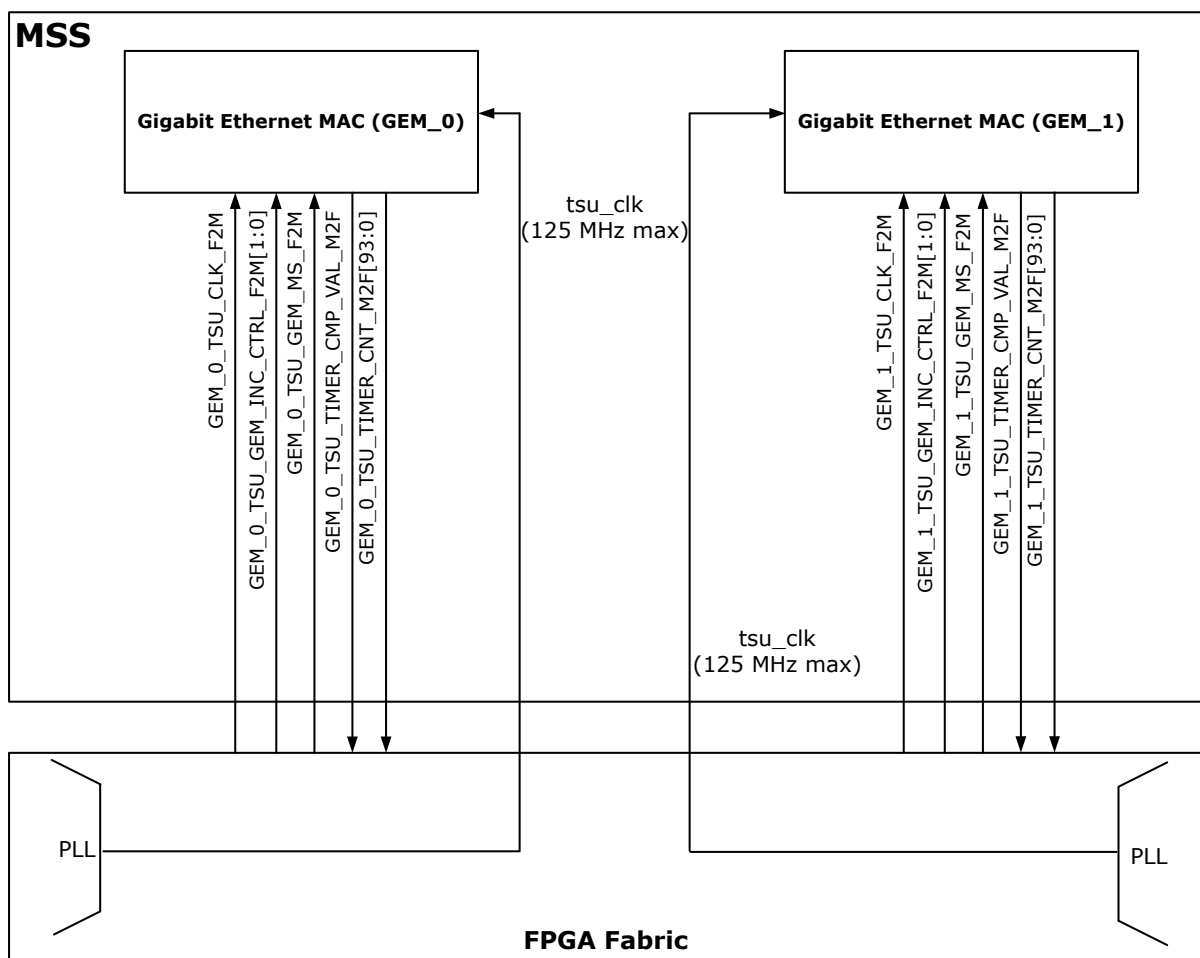 MSS
Gigabit Ethernet MAC (GEM_0)
Gigabit Ethernet MAC (GEM_1)
tsu_clk
(125 MHz max)
GEM_0_TSU_CLK_F2M
GEM_0_TSU_GEM_INC_CTRL_F2M[1:0]
GEM_0_TSU_GEM_MS_F2M
GEM_0_TSU_TIMER_CMP_VAL_M2F
GEM_0_TSU_TIMER_CNT_M2F[93:0]
GEM_1_TSU_CLK_F2M
GEM_1_TSU_GEM_INC_CTRL_F2M[1:0]
GEM_1_TSU_GEM_MS_F2M
GEM_1_TSU_TIMER_CMP_VAL_M2F
GEM_1_TSU_TIMER_CNT_M2F[93:0]
tsu_clk
(125 MHz max)
PLL
PLL
FPGA Fabric